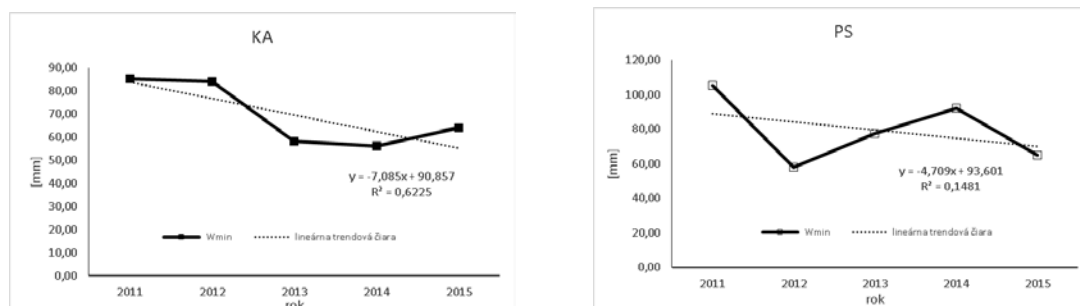 KA
90,00
80,00
70,00
60,00
50,00
40,00
30,00
20,00
10,00
0,00
[mm]
y = -7,085x + 90,857
R² = 0,6225
Wmin
lineárna trendová čiara
2011 2012 2013 2014 2015
rok
PS
120,00
100,00
80,00
60,00
40,00
20,00
0,00
[mm]
y = -4,709x + 93,601
R² = 0,1481
Wmin
lineárna trendová čiara
2011 2012 2013 2014 2015
rok